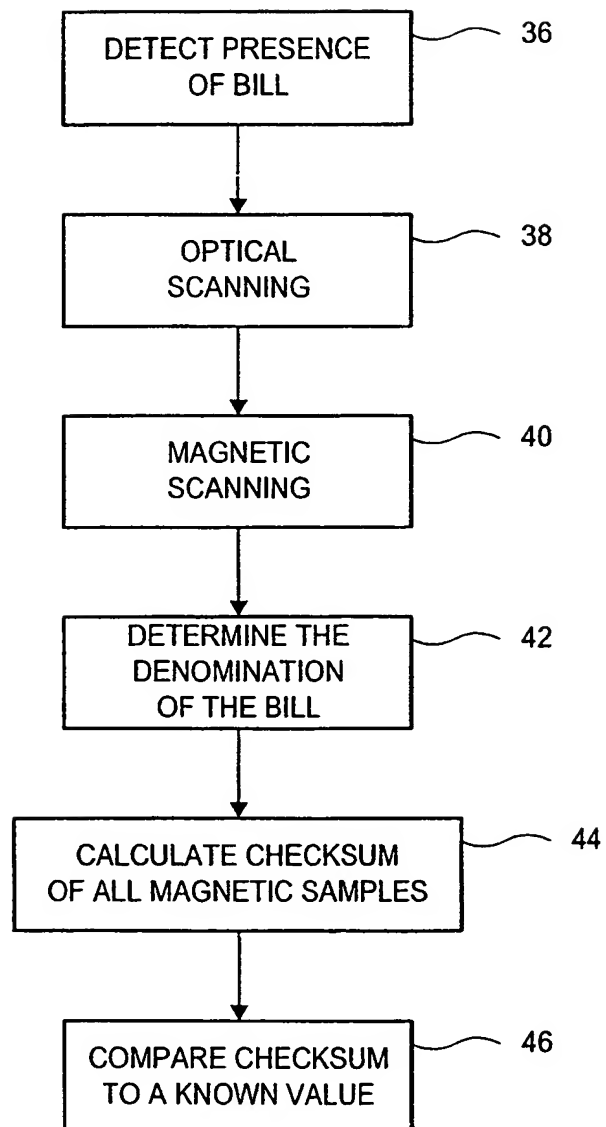 DETECT PRESENCE
OF BILL
36
OPTICAL
SCANNING
38
MAGNETIC
SCANNING
40
DETERMINE THE
DENOMINATION
OF THE BILL
42
CALCULATE CHECKSUM
OF ALL MAGNETIC SAMPLES
44
COMPARE CHECKSUM
TO A KNOWN VALUE
46